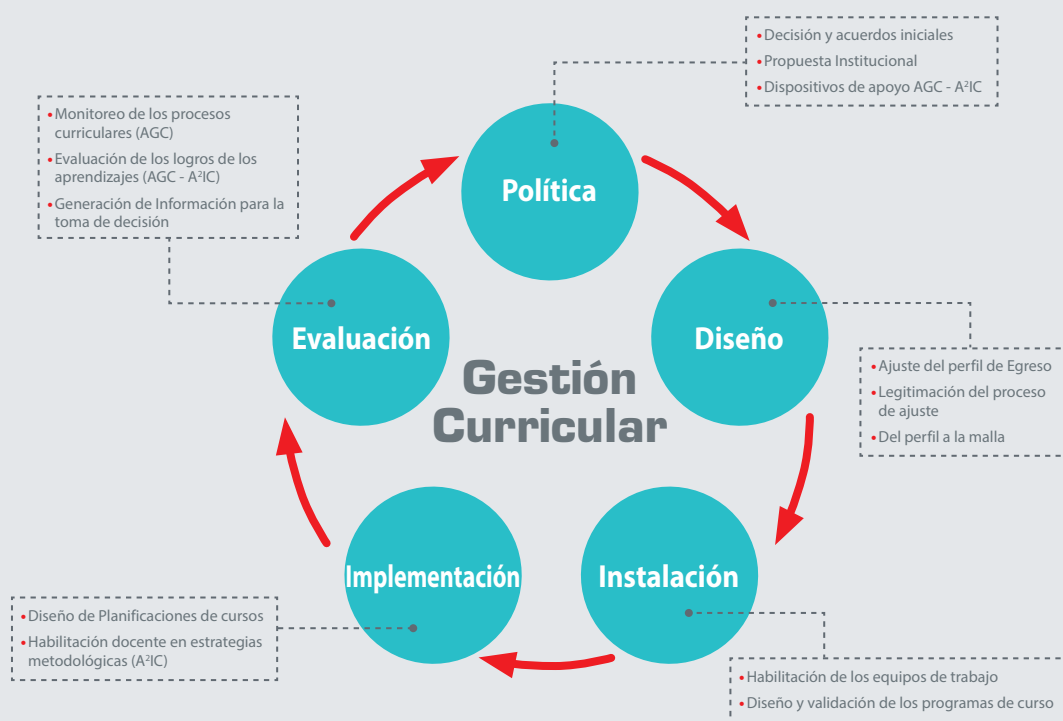 • Decisión y acuerdos iniciales
• Propuesta Institucional
• Dispositivos de apoyo AGC - A²IC
Política
• Ajuste del perfil de Egreso
• Legitimación del proceso
de ajuste
• Del perfil a la malla
Diseño
• Habilitación de los equipos de trabajo
• Diseño y validación de los programas de curso
Instalación
• Diseño de Planificaciones de cursos
• Habilitación docente en estrategias
metodológicas (A²IC)
Implementación
• Monitoreo de los procesos
curriculares (AGC)
• Evaluación de los logros de los
aprendizajes (AGC - A²IC)
• Generación de Información para la
toma de decisión
Evaluación
Gestión
Curricular